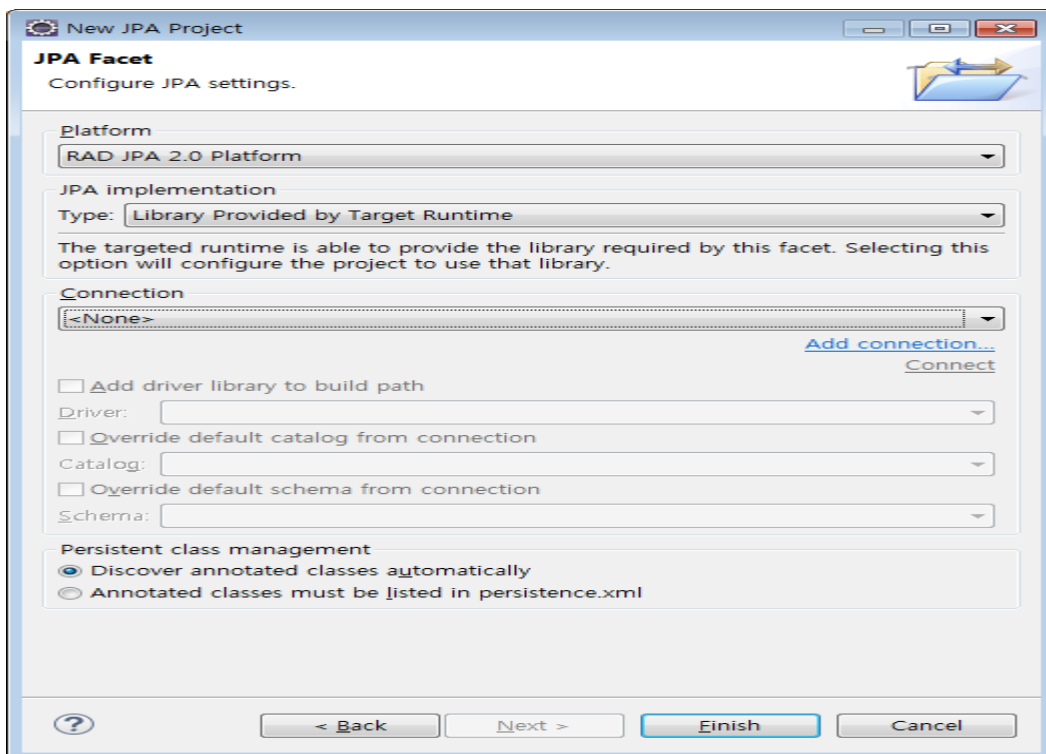 New JPA Project
JPA Facet
Configure JPA settings.
Platform
RAD JPA 2.0 Platform
JPA implementation
Type: Library Provided by Target Runtime
The targeted runtime is able to provide the library required by this facet. Selecting this
option will configure the project to use that library.
Connection
<None>
Add connection...
Connect
Add driver library to build path
Driver:
Override default catalog from connection
Catalog:
Override default schema from connection
Schema:
Persistent class management
Discover annotated classes automatically
Annotated classes must be listed in persistence.xml
? < Back Next > Finish Cancel